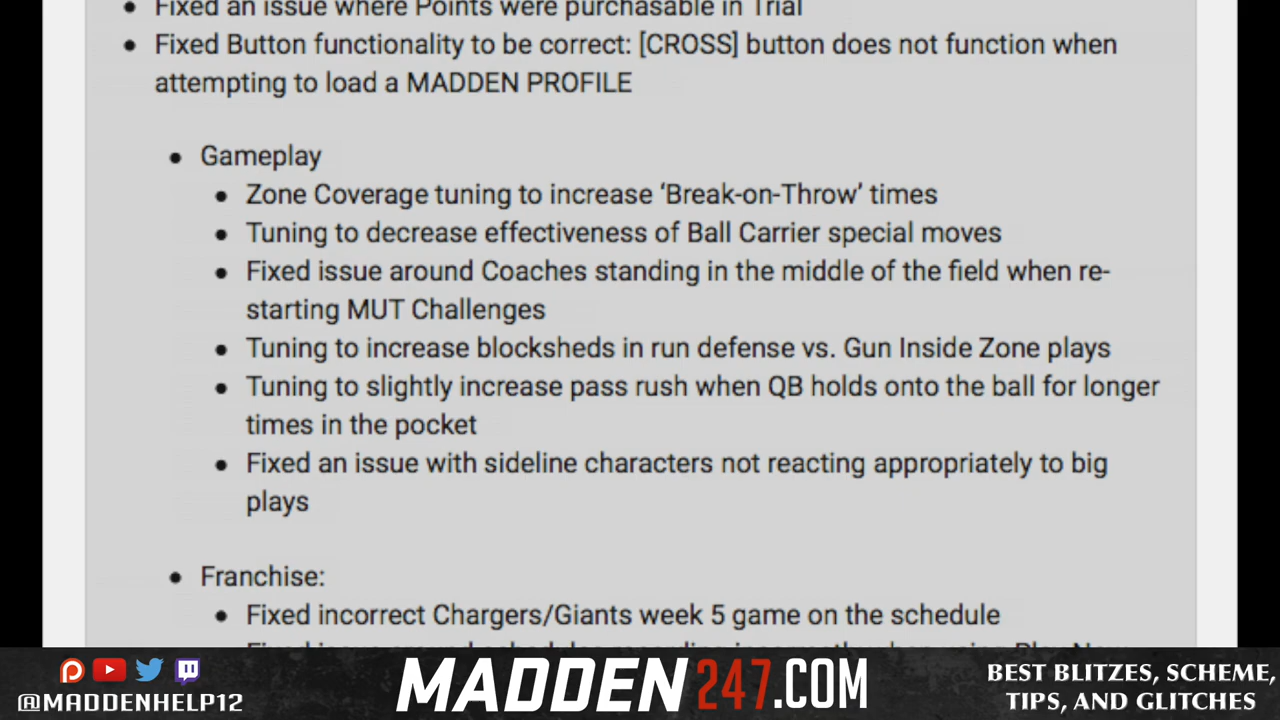 • Fixed an issue where Points were purchasable in Trial
• Fixed Button functionality to be correct: [CROSS] button does not function when
attempting to load a MADDEN PROFILE
• Gameplay
• Zone Coverage tuning to increase ‘Break-on-Throw’ times
• Tuning to decrease effectiveness of Ball Carrier special moves
• Fixed issue around Coaches standing in the middle of the field when re-
starting MUT Challenges
• Tuning to increase blocksheds in run defense vs. Gun Inside Zone plays
• Tuning to slightly increase pass rush when QB holds onto the ball for longer
times in the pocket
• Fixed an issue with sideline characters not reacting appropriately to big
plays
• Franchise:
• Fixed incorrect Chargers/Giants week 5 game on the schedule
@MADDENHELP12
MADDEN247.COM
BEST BLITZES, SCHEME,
TIPS, AND GLITCHES